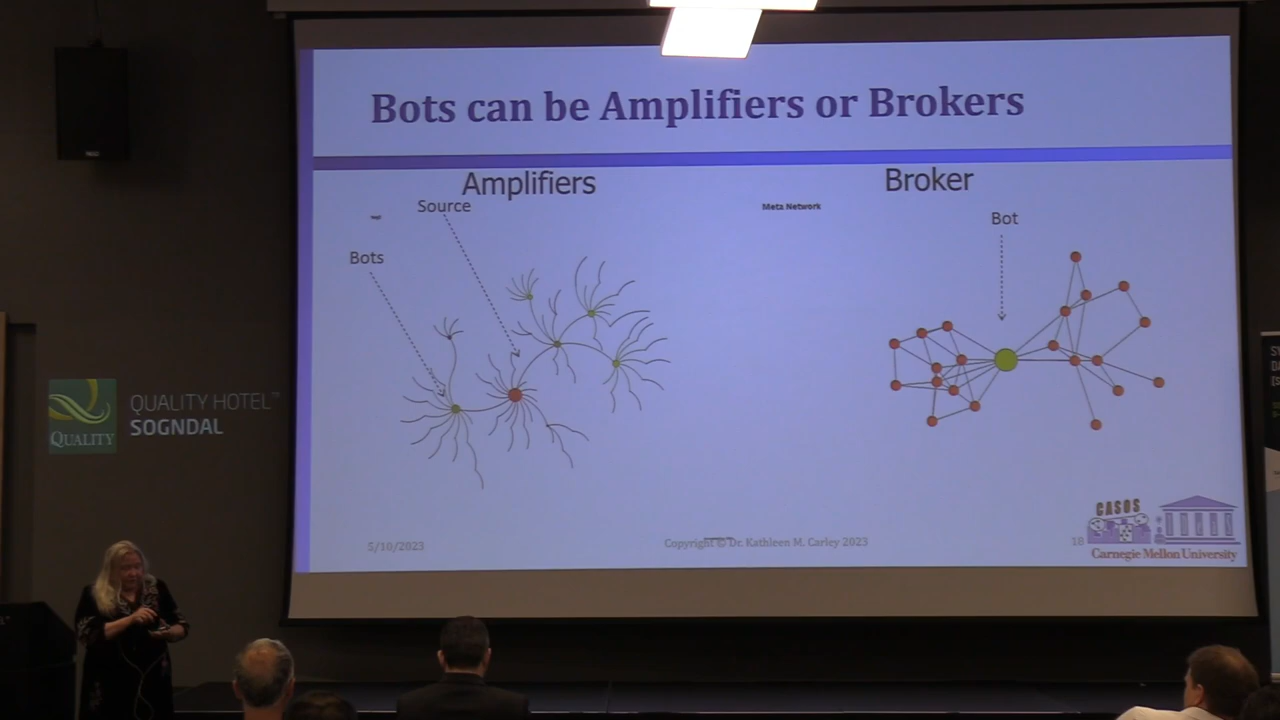 Bots can be Amplifiers or Brokers
Amplifiers
Broker
Source
Meta Network
Bot
Bots
QUALITY
QUALITY HOTEL™
SOGNDAL
5/10/2023
Copyright © Dr. Kathleen M. Carley 2023
18
CASOS
Carnegie Mellon University